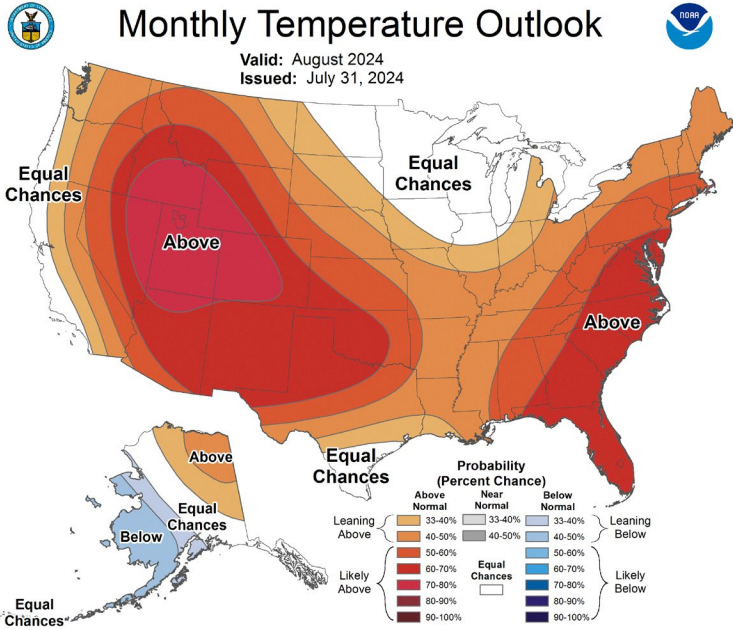 Monthly Temperature Outlook
NOAA
Valid: August 2024
Issued: July 31, 2024
Equal
Chances
Equal
Chances
Above
Above
Above
Equal
Chances
Below
Equal
Chances
Equal
Chances
Probability
(Percent Chance)
Above
Normal
Near
Normal
Below
Normal
Leaning
Above
33-40%
33-40%
33-40%
Leaning
Below
40-50%
40-50%
40-50%
Likely
Above
50-60%
50-60%
Likely
Below
60-70%
60-70%
70-80%
70-80%
80-90%
80-90%
90-100%
90-100%
Equal
Chances